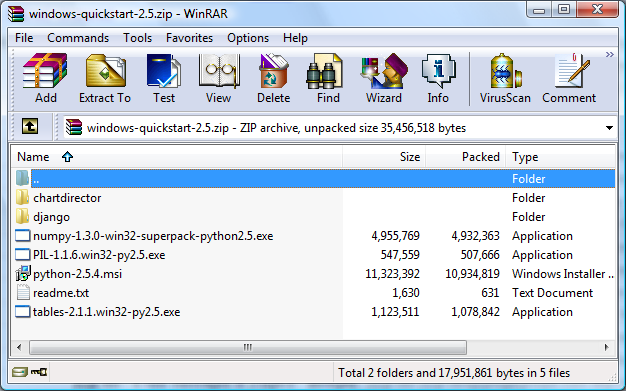 windows-quickstart-2.5.zip - WinRAR
File Commands Tools Favorites Options Help
Add Extract To Test View Delete Find Wizard Info VirusScan Comment
windows-quickstart-2.5.zip - ZIP archive, unpacked size 35,456,518 bytes
Name Size Packed Type
.. Folder
chartdirector Folder
django Folder
numpy-1.3.0-win32-superpack-python2.5.exe 4,955,769 4,932,363 Application
PIL-1.1.6.win32-py2.5.exe 547,559 507,666 Application
python-2.5.4.msi 11,323,392 10,934,819 Windows Installer ..
readme.txt 1,630 631 Text Document
tables-2.1.1.win32-py2.5.exe 1,123,511 1,078,842 Application
Total 2 folders and 17,951,861 bytes in 5 files